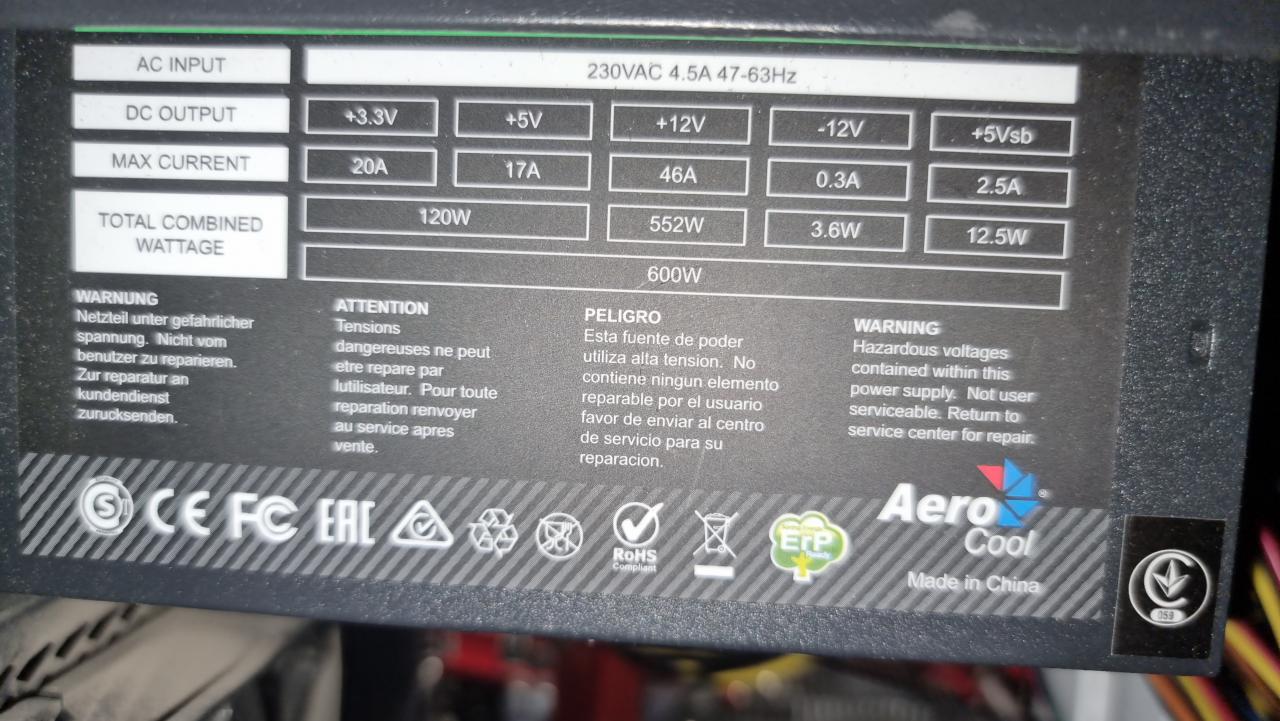 AC INPUT 230VAC 4.5A 47-63Hz
DC OUTPUT +3.3V +5V +12V -12V +5Vsb
MAX CURRENT 20A 17A 46A 0.3A 2.5A
TOTAL COMBINED
WATTAGE
120W 552W 3.6W 12.5W
600W
WARNUNG
Netzteil unter gefahrlicher
spannung. Nicht vom
benutzer zu reparieren.
Zur reparatur an
kundendienst
zurucksenden.
ATTENTION
Tensions
dangereuses ne peut
etre repare par
lutilisateur. Pour toute
reparation renvoyer
au service apres
vente.
PELIGRO
Esta fuente de poder
utiliza alta tension. No
contiene ningun elemento
reparable por el usuario
favor de enviar al centro
de servicio para su
reparacion.
WARNING
Hazardous voltages
contained within this
power supply. Not user
serviceable. Return to
service center for repair.
CE FC EAC
RoHS
Compliant
ErP
Ready
Aero
Cool
®
Made in China
059